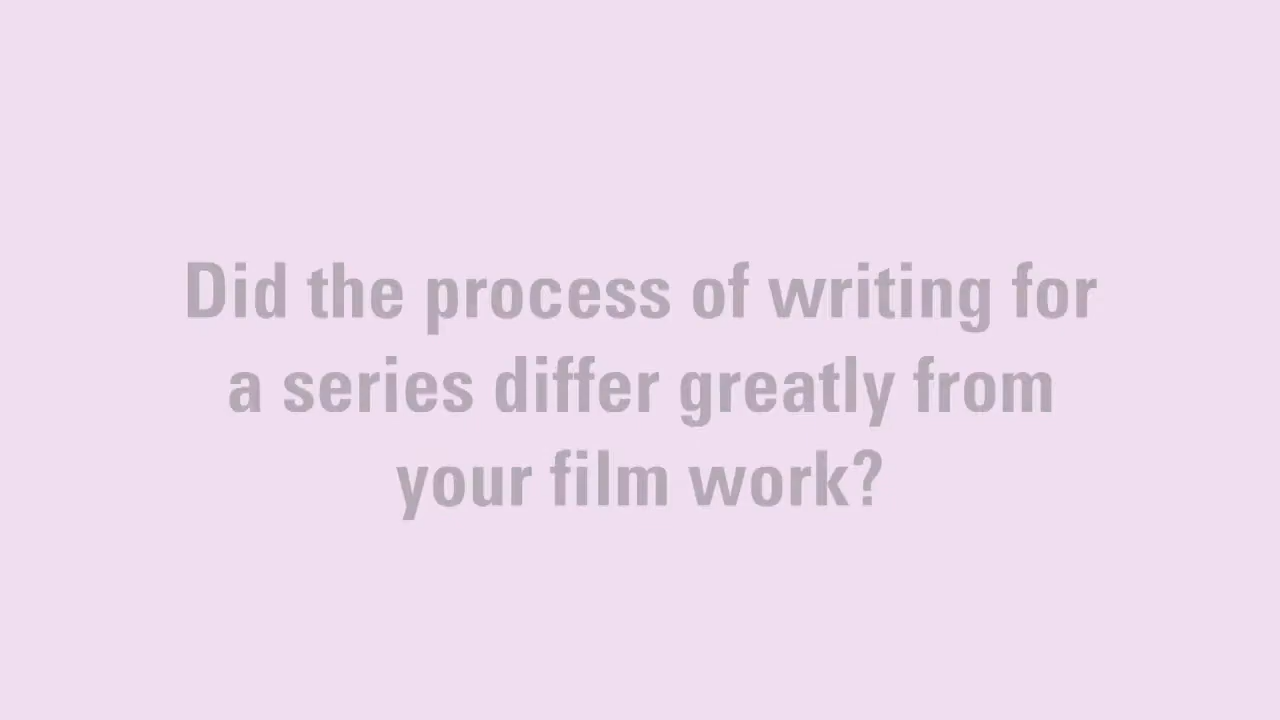 Did the process of writing for
a series differ greatly from
your film work?